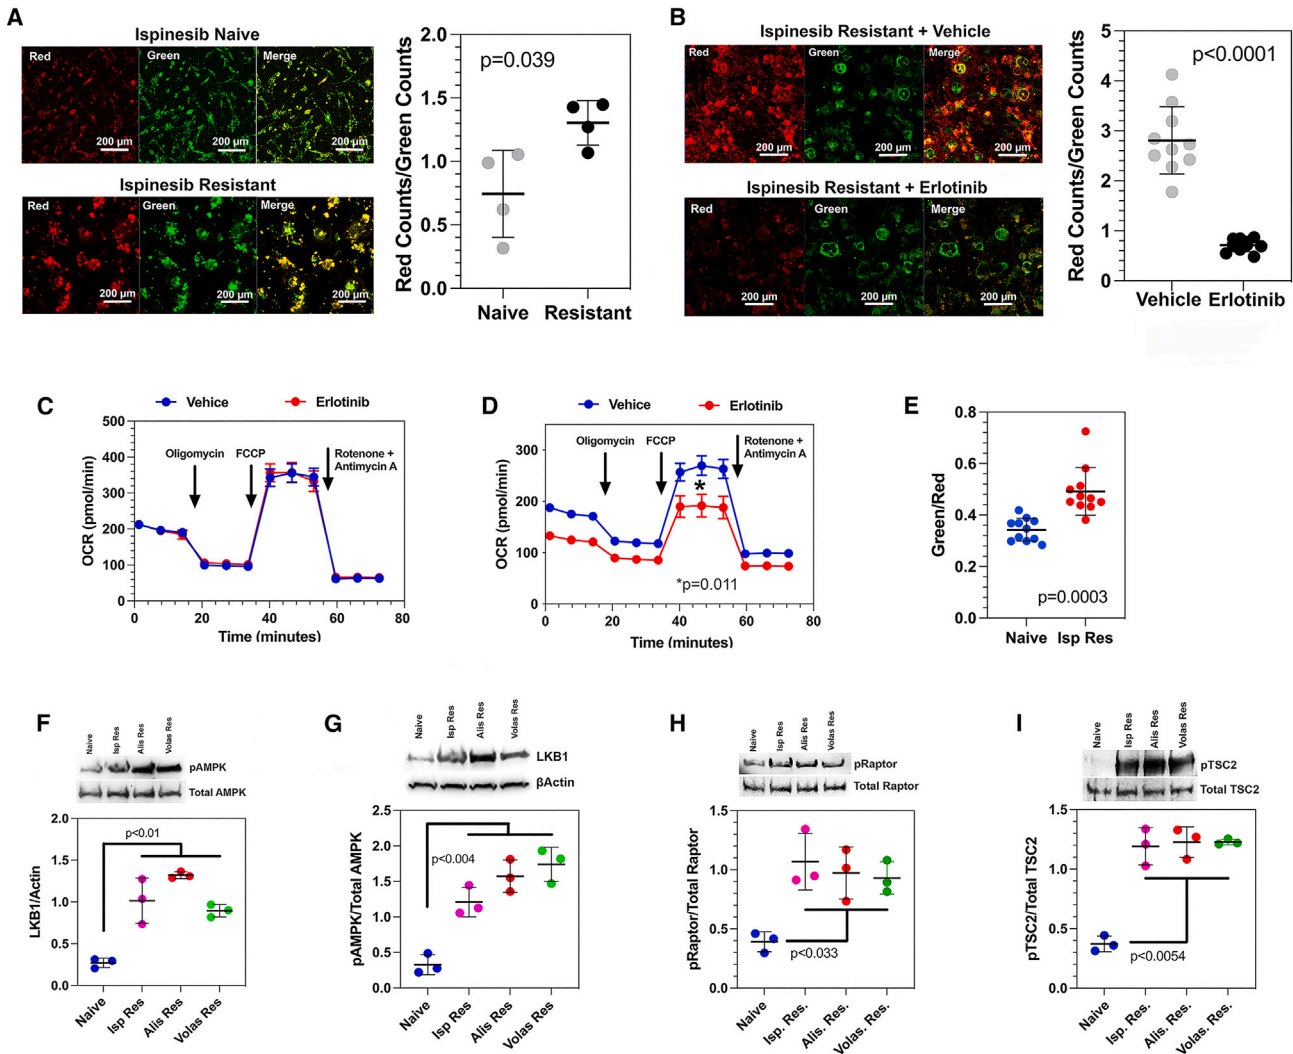 A
Ispinesib Naive
Red
Green
Merge
200 µm
200 µm
200 µm
Ispinesib Resistant
Red
Green
Merge
200 µm
200 µm
200 µm
Red Counts/Green Counts
2.0
1.5
1.0
0.5
0.0
p=0.039
Naive
Resistant
B
Ispinesib Resistant + Vehicle
Red
Green
Merge
200 µm
200 µm
200 µm
Ispinesib Resistant + Erlotinib
Red
Green
Merge
200 µm
200 µm
200 µm
Red Counts/Green Counts
5
4
3
2
1
0
p<0.0001
Vehicle
Erlotinib
C
Vehice
Erlotinib
OCR (pmol/min)
500
400
300
200
100
0
Oligomycin
FCCP
Rotenone +
Antimycin A
0
20
40
60
80
Time (minutes)
D
Vehice
Erlotinib
OCR (pmol/min)
300
200
100
0
Oligomycin
FCCP
Rotenone +
Antimycin A
*
*p=0.011
0
20
40
60
80
Time (minutes)
E
Green/Red
0.8
0.6
0.4
0.2
0.0
p=0.0003
Naive
Isp Res
F
Naive
Isp Res
Alis Res
Volas Res
pAMPK
Total AMPK
LKB1/Actin
2.0
1.5
1.0
0.5
0.0
p<0.01
Naive
Isp Res
Alis Res
Volas Res
G
Naive
Isp Res
Alis Res
Volas Res
LKB1
βActin
pAMPK/Total AMPK
2.5
2.0
1.5
1.0
0.5
0.0
p<0.004
Naive
Isp Res
Alis Res
Volas Res
H
Naive
Isp Res
Alis Res
Volas Res
pRaptor
Total Raptor
pRaptor/Total Raptor
1.5
1.0
0.5
0.0
p<0.033
Naive
Isp. Res.
Alis. Res.
Volas. Res.
I
Naive
Isp Res
Alis Res
Volas Res
pTSC2
Total TSC2
pTSC2/Total TSC2
1.5
1.0
0.5
0.0
p<0.0054
Naive
Isp. Res.
Alis. Res.
Volas. Res.